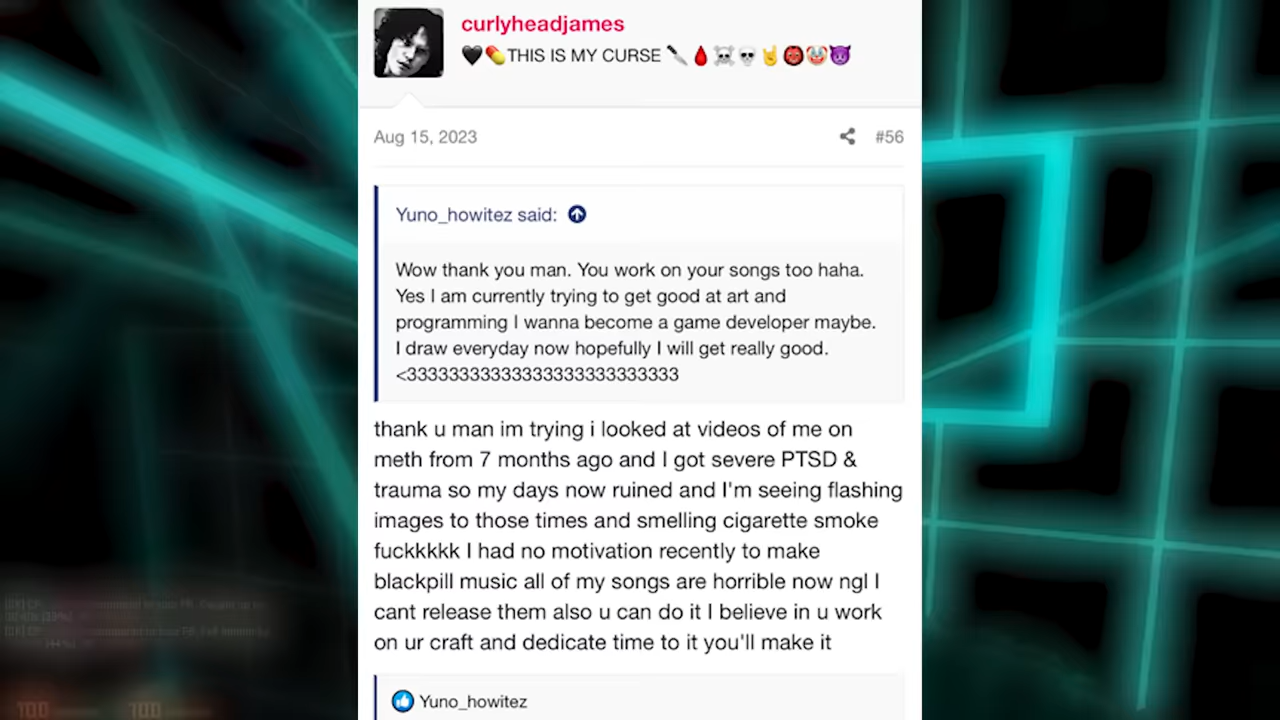 curlyheadjames
🖤💊THIS IS MY CURSE 🔪🩸☠️💀🤘👹🤡😈
Aug 15, 2023
#56
Yuno_howitez said:
Wow thank you man. You work on your songs too haha.
Yes I am currently trying to get good at art and
programming I wanna become a game developer maybe.
I draw everyday now hopefully I will get really good.
<33333333333333333333333333
thank u man im trying i looked at videos of me on
meth from 7 months ago and I got severe PTSD &
trauma so my days now ruined and I'm seeing flashing
images to those times and smelling cigarette smoke
fuckkkkk I had no motivation recently to make
blackpill music all of my songs are horrible now ngl I
cant release them also u can do it I believe in u work
on ur craft and dedicate time to it you'll make it
Yuno_howitez
100 100